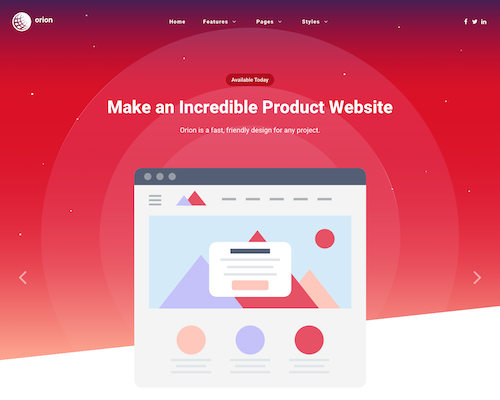 orion
Home Features Pages Styles
Available Today
Make an Incredible Product Website
Orion is a fast, friendly design for any project.